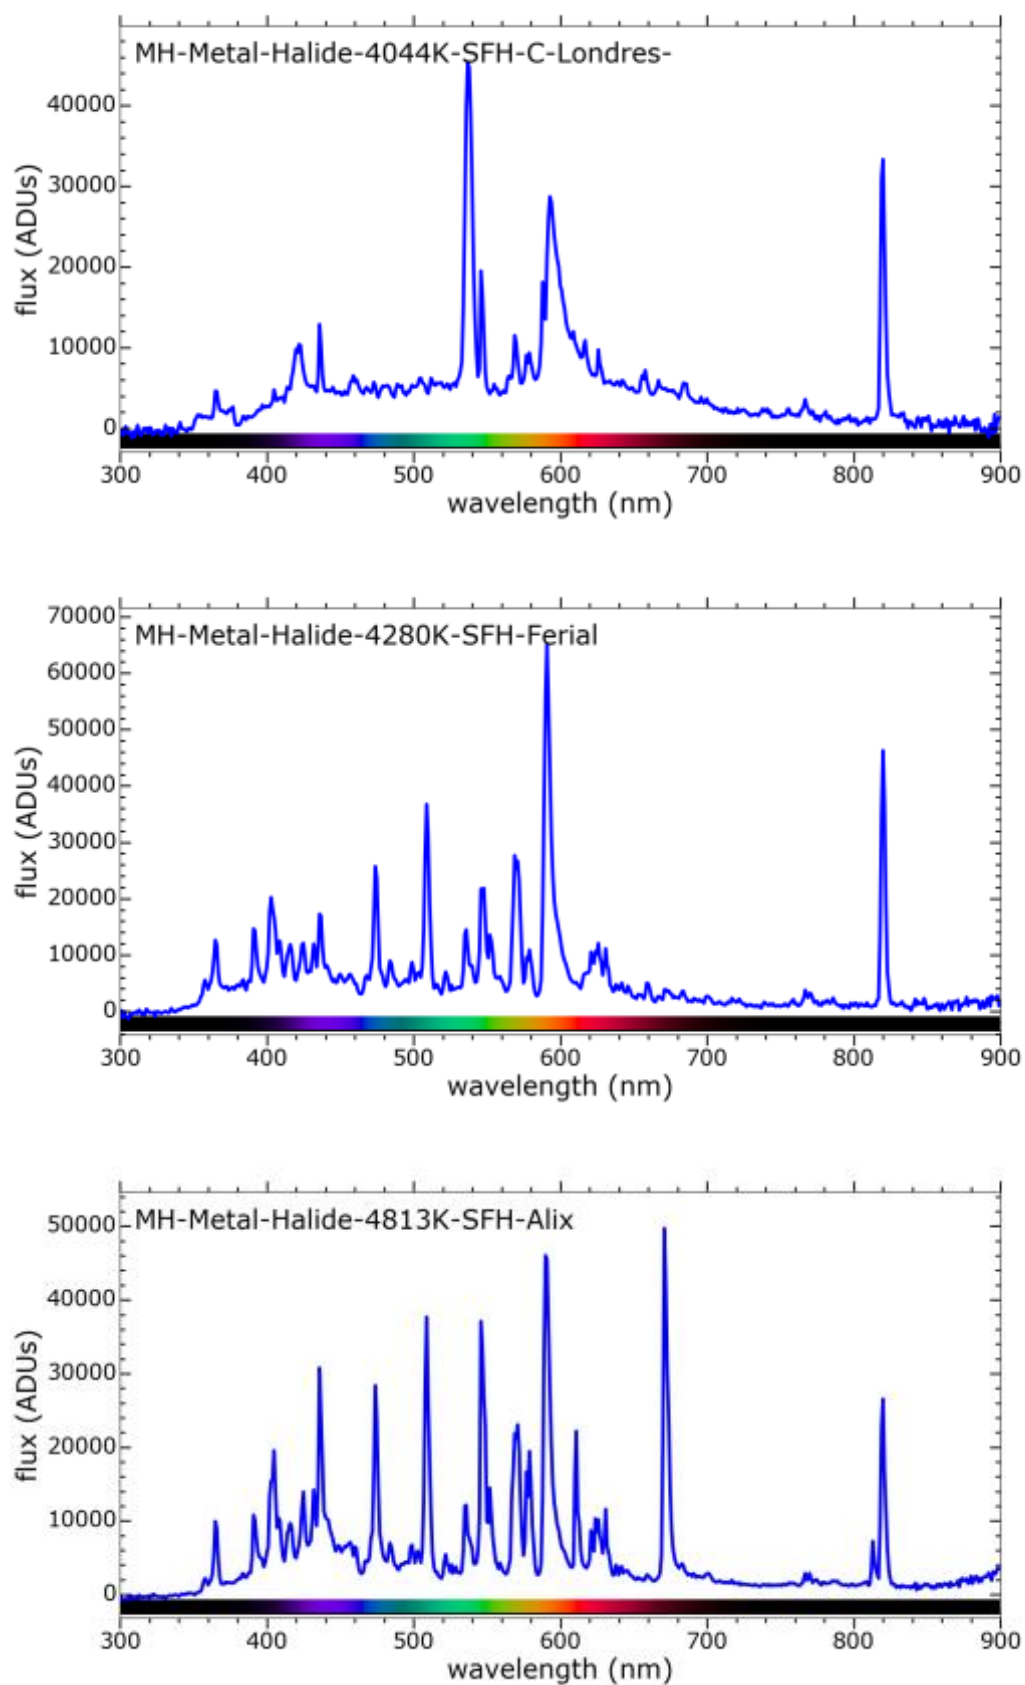 MH-Metal-Halide-4044K-SFH-C-Londres-
40000
30000
20000
10000
0
flux (ADUs)
300 400 500 600 700 800 900
wavelength (nm)
MH-Metal-Halide-4280K-SFH-Ferial
70000
60000
50000
40000
30000
20000
10000
0
flux (ADUs)
300 400 500 600 700 800 900
wavelength (nm)
MH-Metal-Halide-4813K-SFH-Alix
50000
40000
30000
20000
10000
0
flux (ADUs)
300 400 500 600 700 800 900
wavelength (nm)